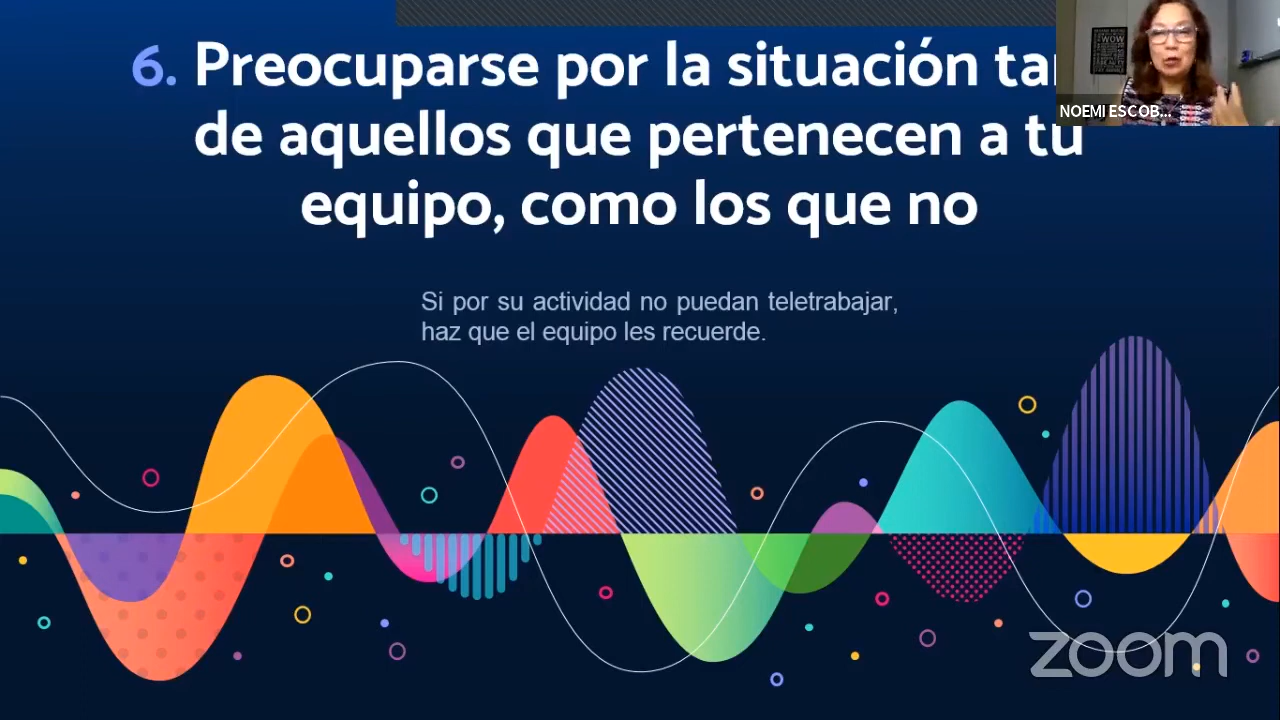 6. Preocuparse por la situación
de aquellos que pertenecen a tu
equipo, como los que no
Si por su actividad no puedan teletrabajar,
haz que el equipo les recuerde.
NOEMI ESCOB...
WOW
zoom